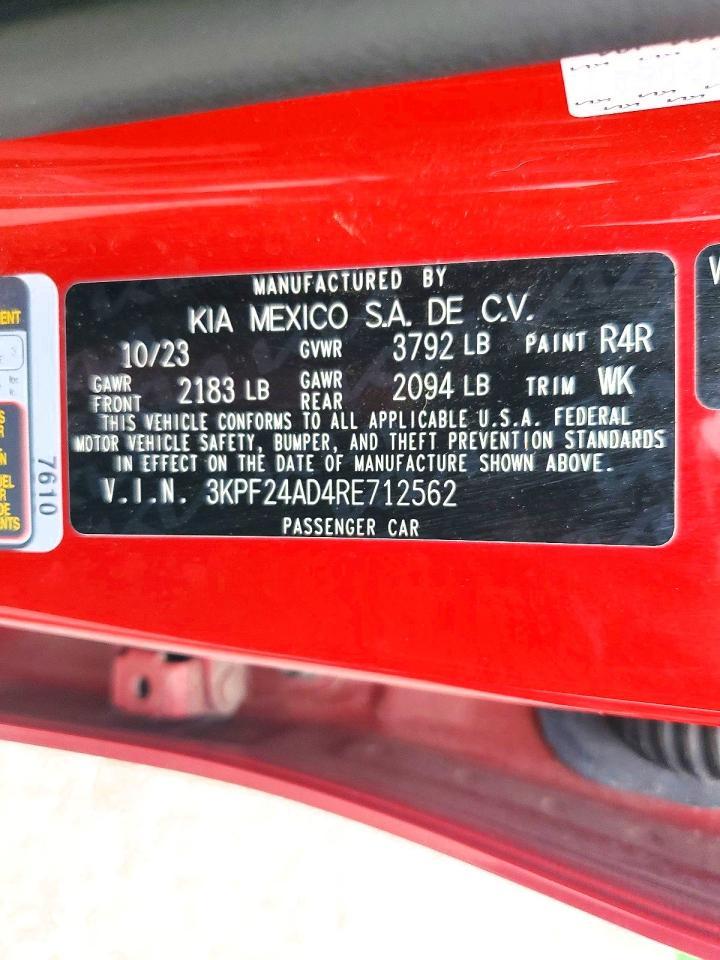 MANUFACTURED BY
KIA MEXICO S.A. DE C.V.
10/23 GVWR 3792 LB PAINT R4R
GAWR FRONT 2183 LB GAWR REAR 2094 LB TRIM WK
THIS VEHICLE CONFORMS TO ALL APPLICABLE U.S.A. FEDERAL
MOTOR VEHICLE SAFETY, BUMPER, AND THEFT PREVENTION STANDARDS
IN EFFECT ON THE DATE OF MANUFACTURE SHOWN ABOVE.
V.I.N. 3KPF24AD4RE712562
PASSENGER CAR
7610